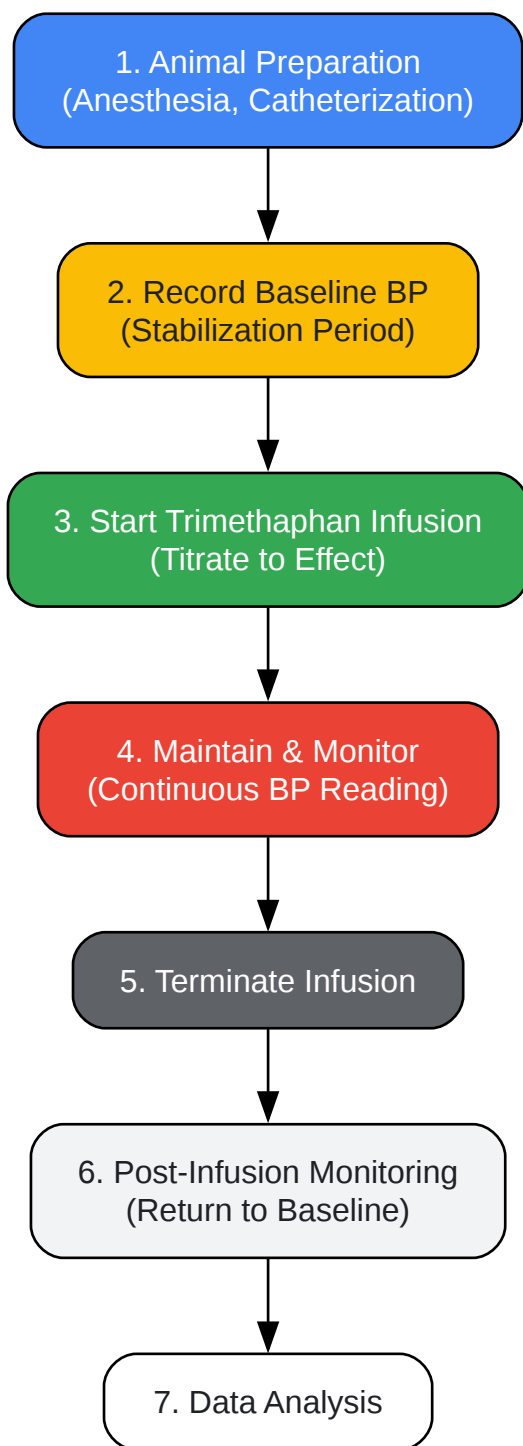 1. Animal Preparation
(Anesthesia, Catheterization)
2. Record Baseline BP
(Stabilization Period)
3. Start Trimethaphan Infusion
(Titrate to Effect)
4. Maintain & Monitor
(Continuous BP Reading)
5. Terminate Infusion
6. Post-Infusion Monitoring
(Return to Baseline)
7. Data Analysis